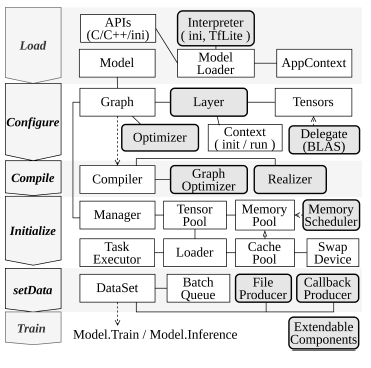 Load
APIs
(C/C++/ini)
Interpreter
( ini, TfLite )
Model
Model
Loader
AppContext
Configure
Graph
Layer
Tensors
Optimizer
Context
( init / run )
Delegate
(BLAS)
Compile
Compiler
Graph
Optimizer
Realizer
Initialize
Manager
Tensor
Pool
Memory
Pool
Memory
Scheduler
Task
Executor
Loader
Cache
Pool
Swap
Device
setData
DataSet
Batch
Queue
File
Producer
Callback
Producer
Train
Model.Train / Model.Inference
Extendable
Components